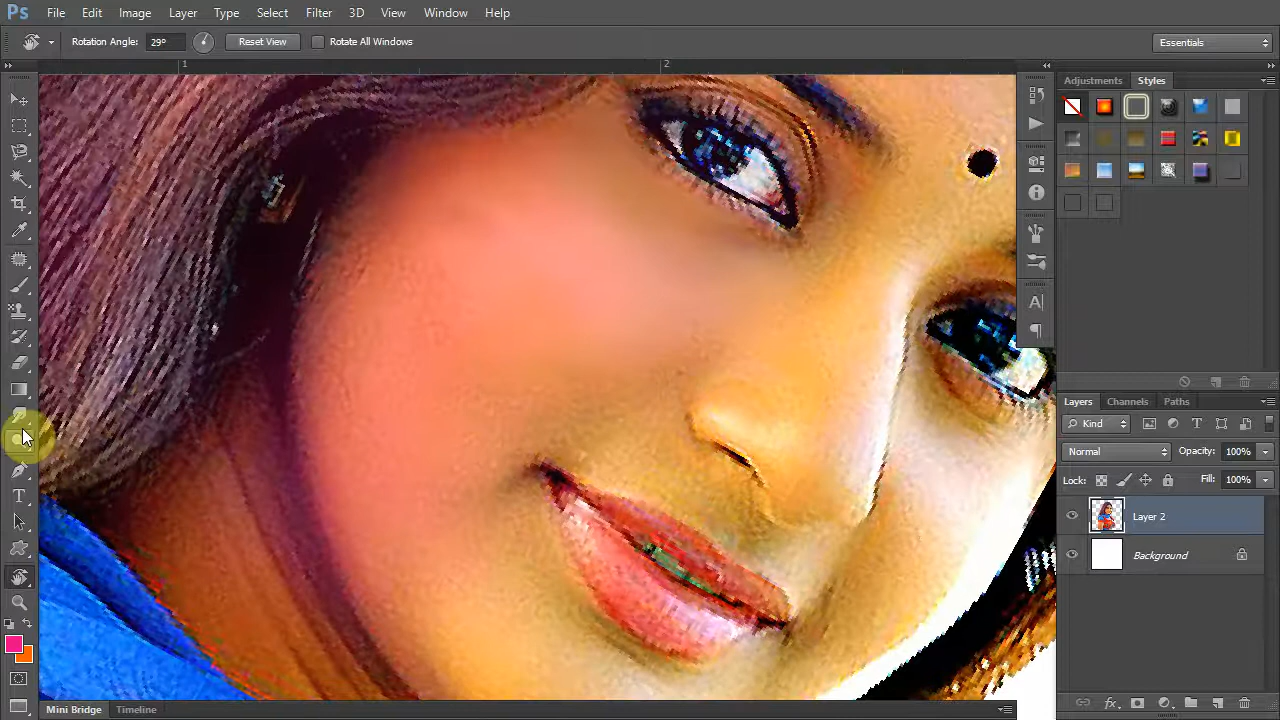 Ps File Edit Image Layer Type Select Filter 3D View Window Help
Rotation Angle: 29° Reset View Rotate All Windows Essentials
1 2
Adjustments Styles
Layers Channels Paths
Kind
Normal Opacity: 100%
Lock: Fill: 100%
Layer 2
Background
Mini Bridge Timeline